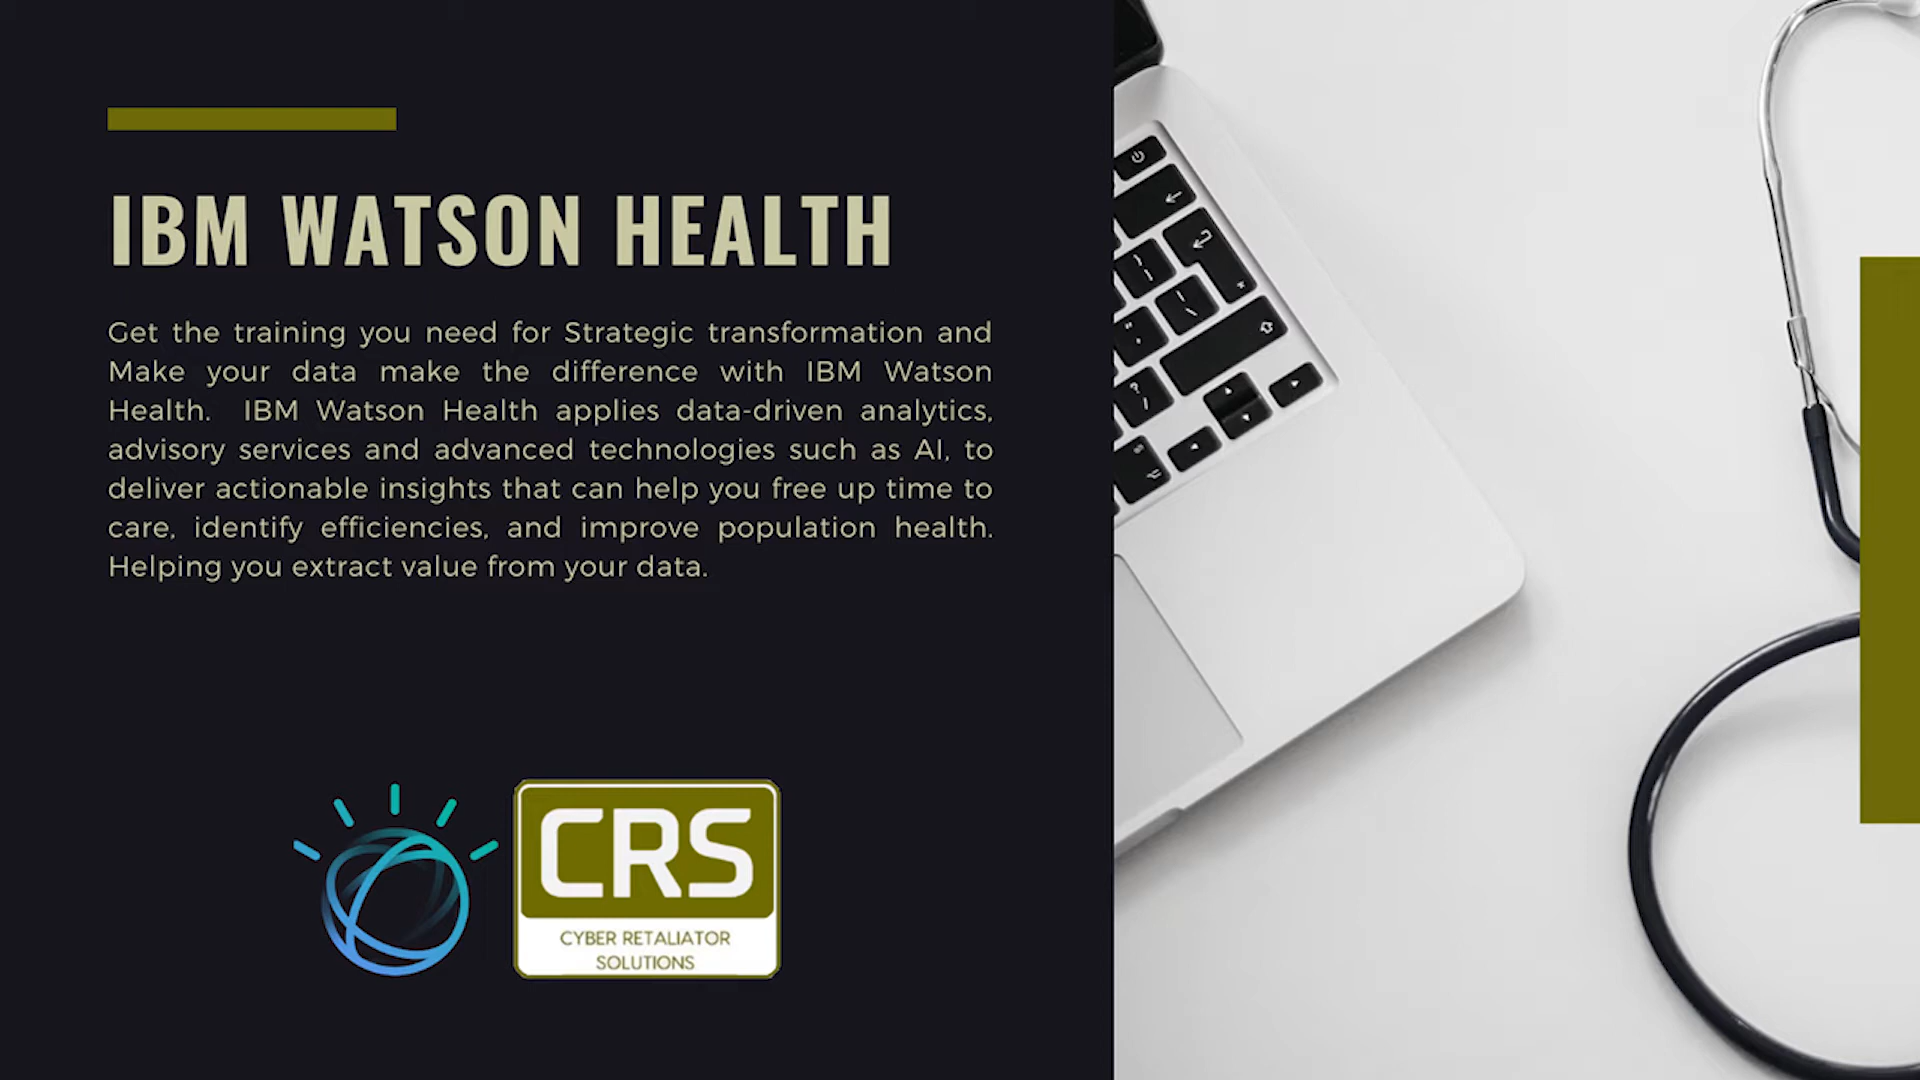 IBM WATSON HEALTH
Get the training you need for Strategic transformation and
Make your data make the difference with IBM Watson
Health. IBM Watson Health applies data-driven analytics,
advisory services and advanced technologies such as AI, to
deliver actionable insights that can help you free up time to
care, identify efficiencies, and improve population health.
Helping you extract value from your data.
CRS
CYBER RETALIATOR
SOLUTIONS